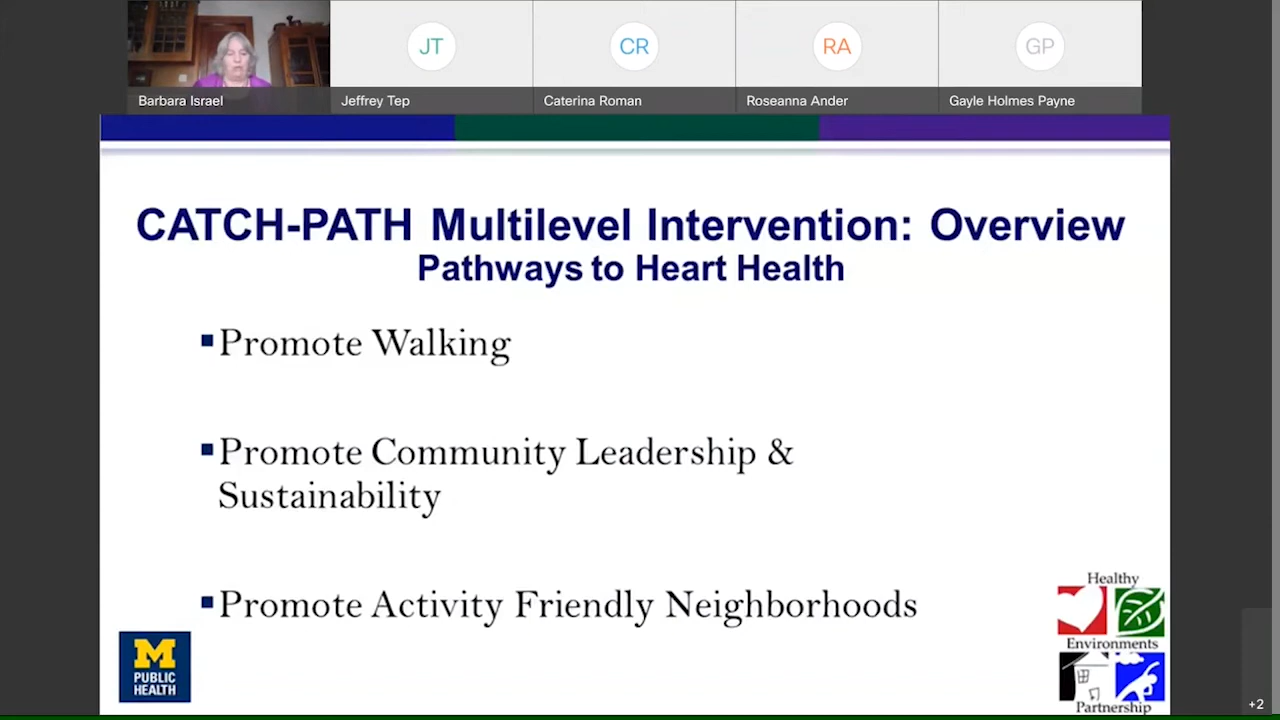 JT
CR
RA
GP
Barbara Israel
Jeffrey Tep
Caterina Roman
Roseanna Ander
Gayle Holmes Payne
CATCH-PATH Multilevel Intervention: Overview
Pathways to Heart Health
▪Promote Walking
▪Promote Community Leadership &
Sustainability
▪Promote Activity Friendly Neighborhoods
M
PUBLIC
HEALTH
Healthy
Environments
Partnership
+2